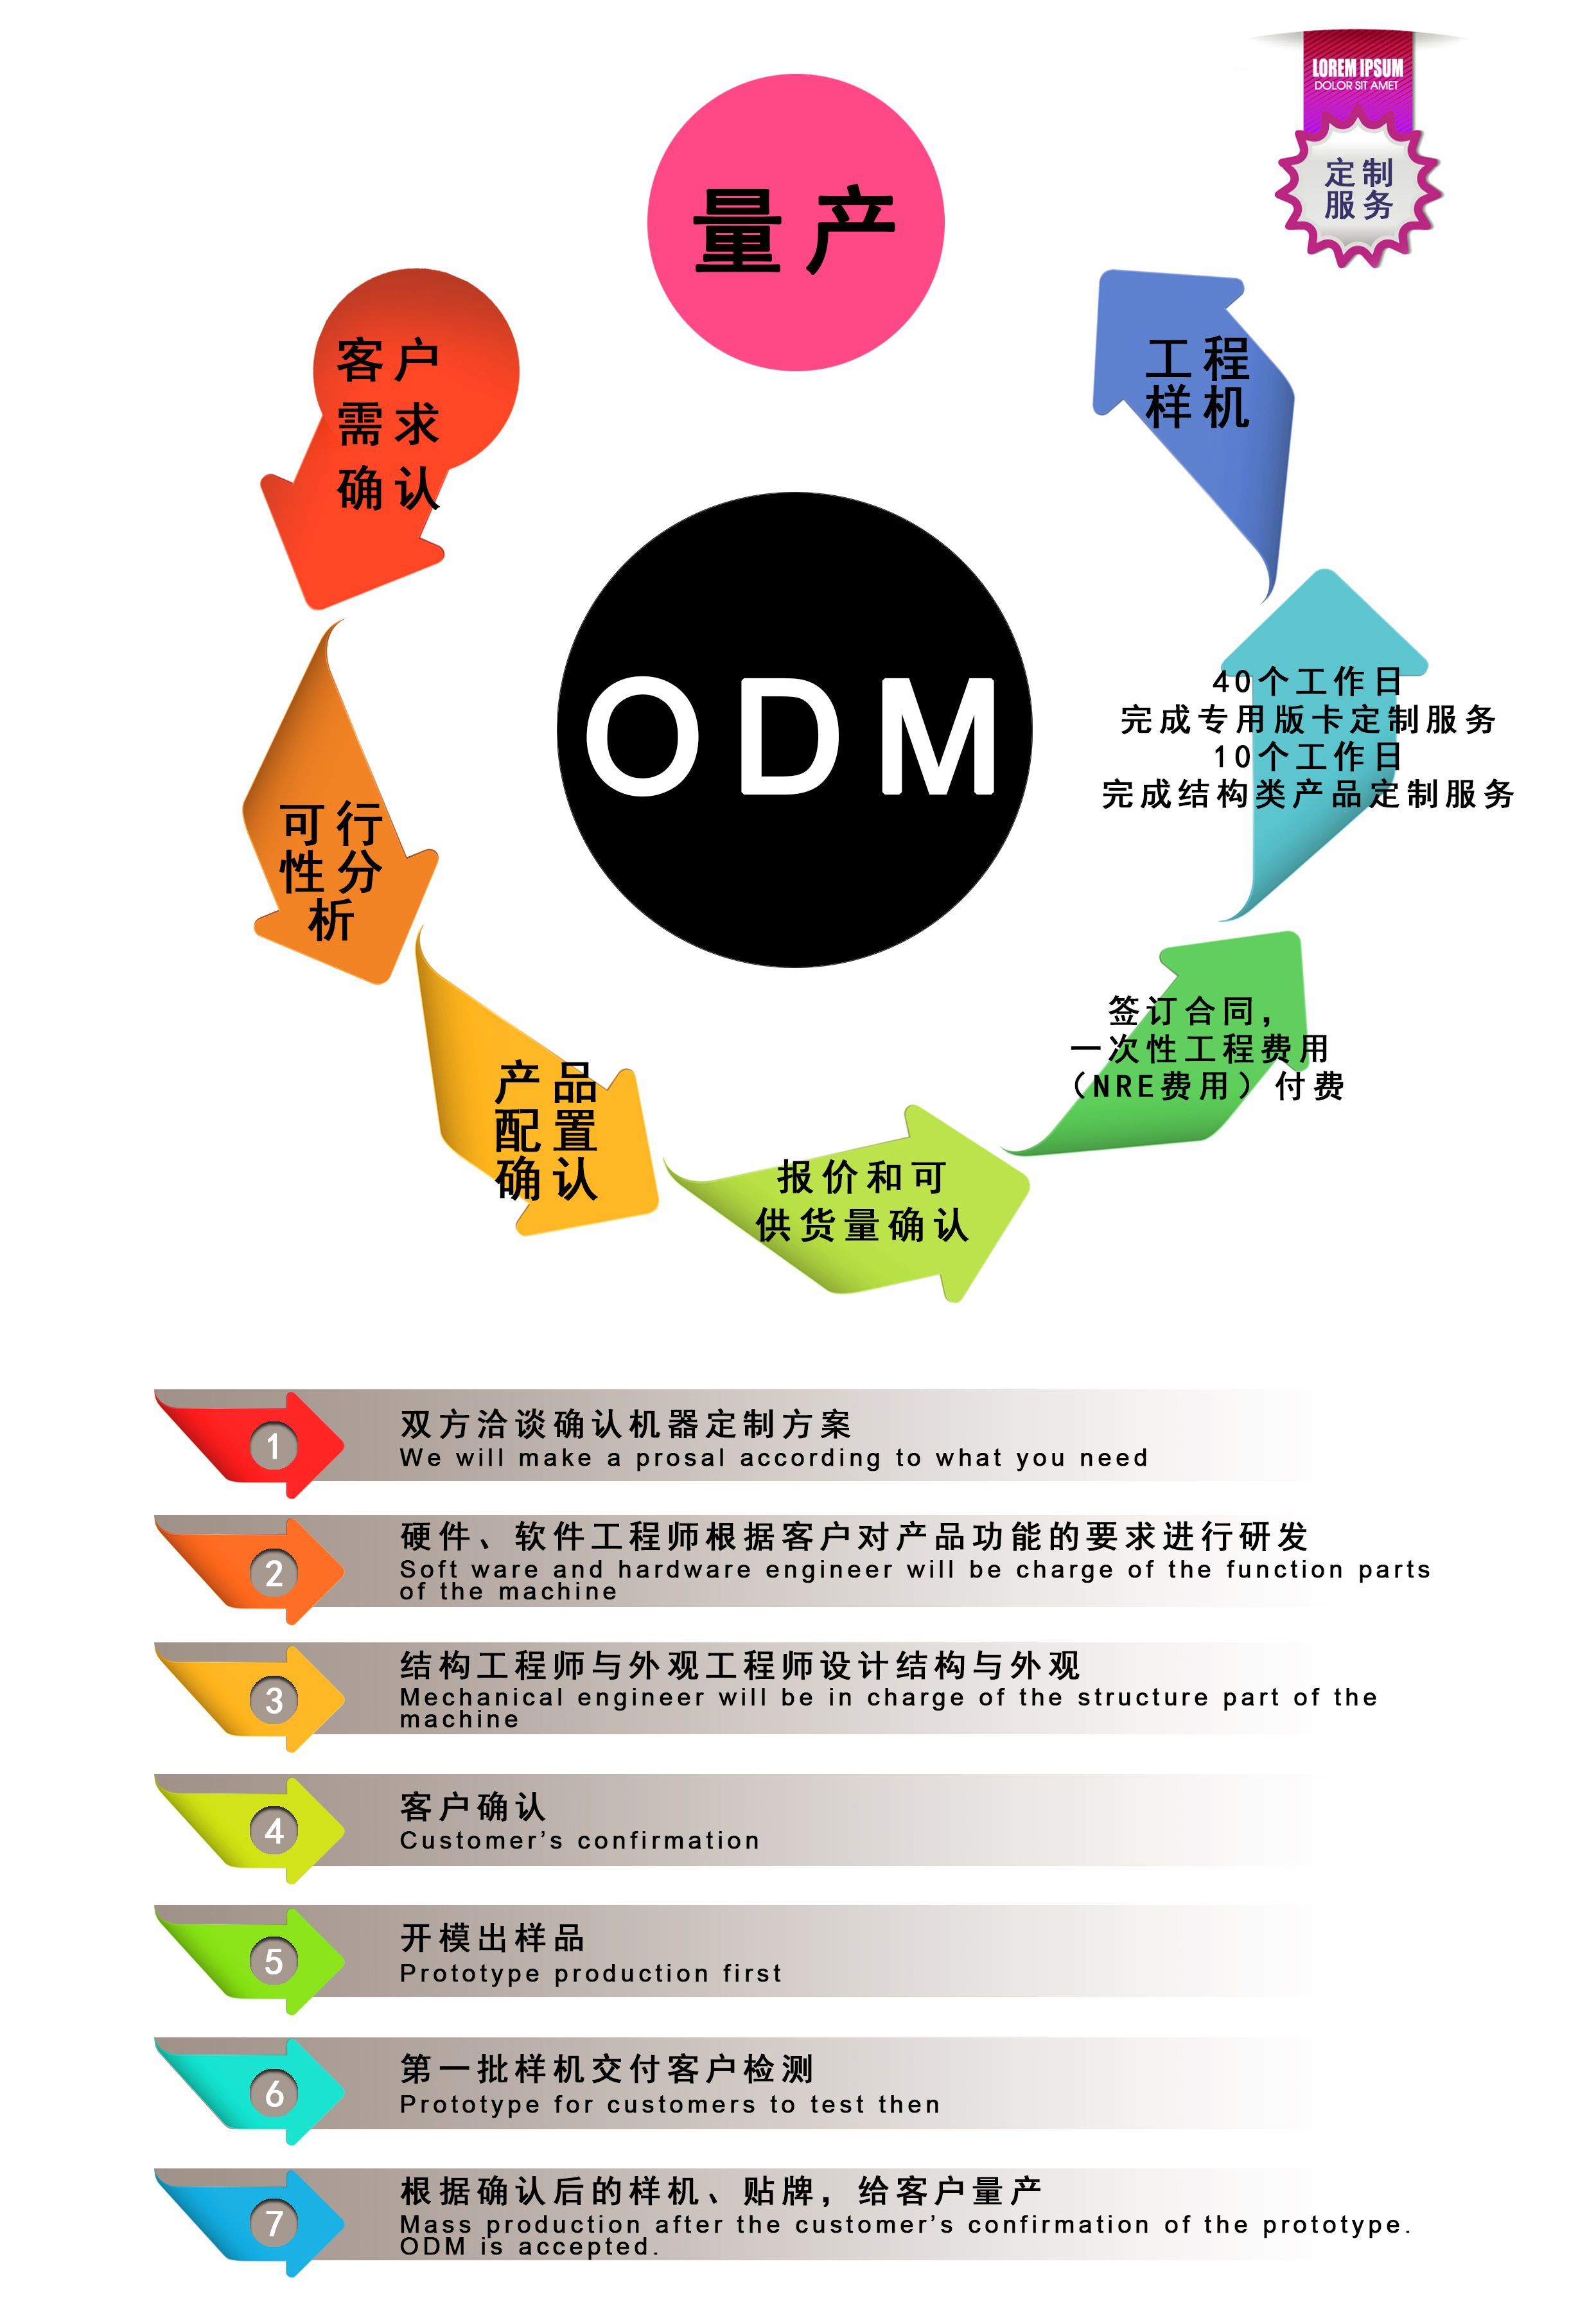 LOREM IPSUM
DOLOR SIT AMET
定制
服务
量产
客户
需求
确认
可行
性分
析
产品
配置
确认
报价和可
供货量确认
签订合同，
一次性工程费用
（NRE费用）付费
40个工作日
完成专用版卡定制服务
10个工作日
完成结构类产品定制服务
工程
样机
ODM
1
双方洽谈确认机器定制方案
We will make a prosal according to what you need
2
硬件、软件工程师根据客户对产品功能的要求进行研发
Soft ware and hardware engineer will be charge of the function parts
of the machine
3
结构工程师与外观工程师设计结构与外观
Mechanical engineer will be in charge of the structure part of the
machine
4
客户确认
Customer’s confirmation
5
开模出样品
Prototype production first
6
第一批样机交付客户检测
Prototype for customers to test then
7
根据确认后的样机、贴牌，给客户量产
Mass production after the customer’s confirmation of the prototype.
ODM is accepted.